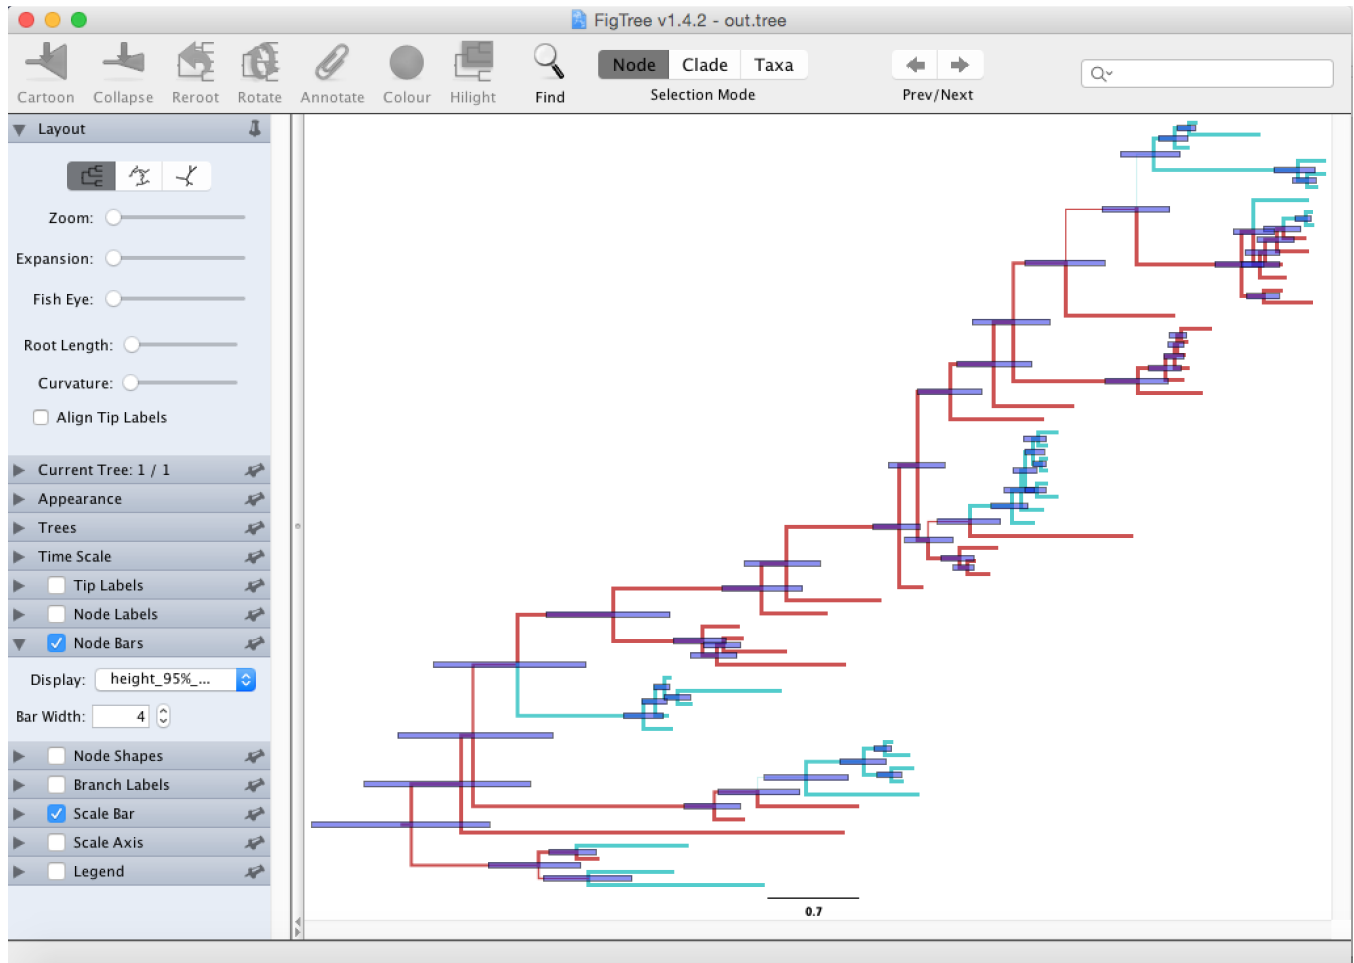 FigTree v1.4.2 - out.tree
Cartoon Collapse Reroot Rotate Annotate Colour Hilight Find
Node Clade Taxa
Selection Mode
Prev/Next
Layout
Zoom:
Expansion:
Fish Eye:
Root Length:
Curvature:
Align Tip Labels
Current Tree: 1 / 1
Appearance
Trees
Time Scale
Tip Labels
Node Labels
Node Bars
Display: height_95%_...
Bar Width: 4
Node Shapes
Branch Labels
Scale Bar
Scale Axis
Legend
0.7